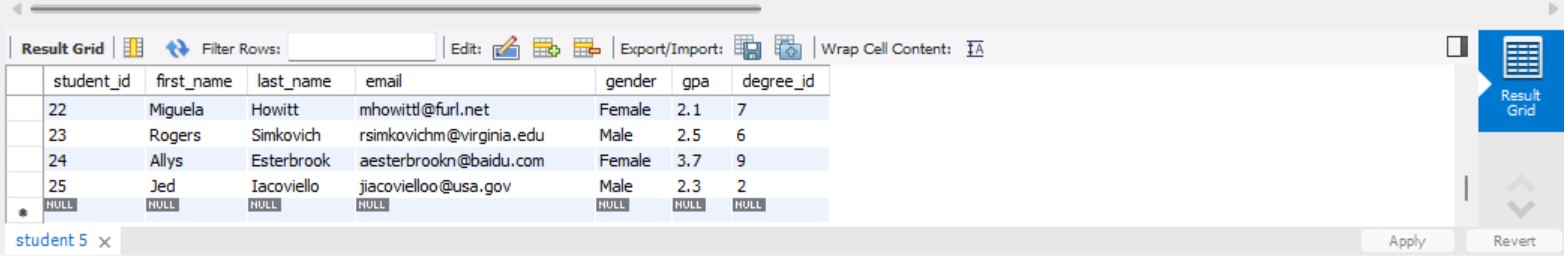 Result Grid Filter Rows: Edit: Export/Import: Wrap Cell Content: IA
student_id first_name last_name email gender gpa degree_id
22 Miguela Howitt mhowittl@furl.net Female 2.1 7
23 Rogers Simkovich rsimkovichm@virginia.edu Male 2.5 6
24 Allys Esterbrook aesterbrookn@baidu.com Female 3.7 9
25 Jed Iacoviello jiacovielloo@usa.gov Male 2.3 2
* NULL NULL NULL NULL NULL NULL NULL
Result
Grid
student 5 × Apply Revert